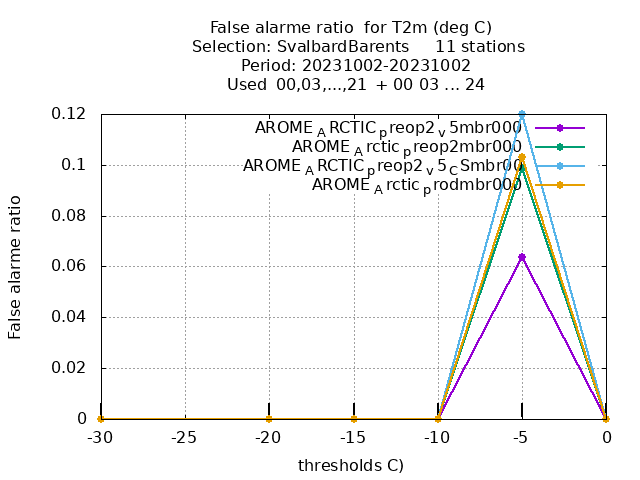 False alarme ratio for T2m (deg C)
Selection: SvalbardBarents 11 stations
Period: 20231002-20231002
Used 00,03,...,21 + 00 03 ... 24
0.12
0.1
0.08
0.06
0.04
0.02
0
False alarme ratio
AROME_ARCTIC_preop2_v5mbr000
AROME_Arctic_preop2mbr000
AROME_ARCTIC_preop2_v5_CSmbr000
AROME_Arctic_prodmbr000
-30 -25 -20 -15 -10 -5 0
thresholds C)